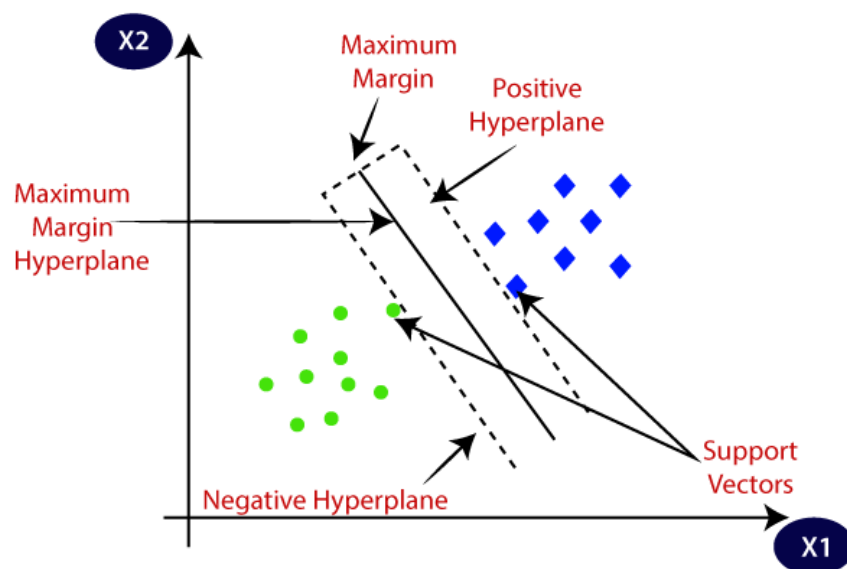 X2
Maximum
Margin
Positive
Hyperplane
Maximum
Margin
Hyperplane
Support
Vectors
Negative Hyperplane
X1